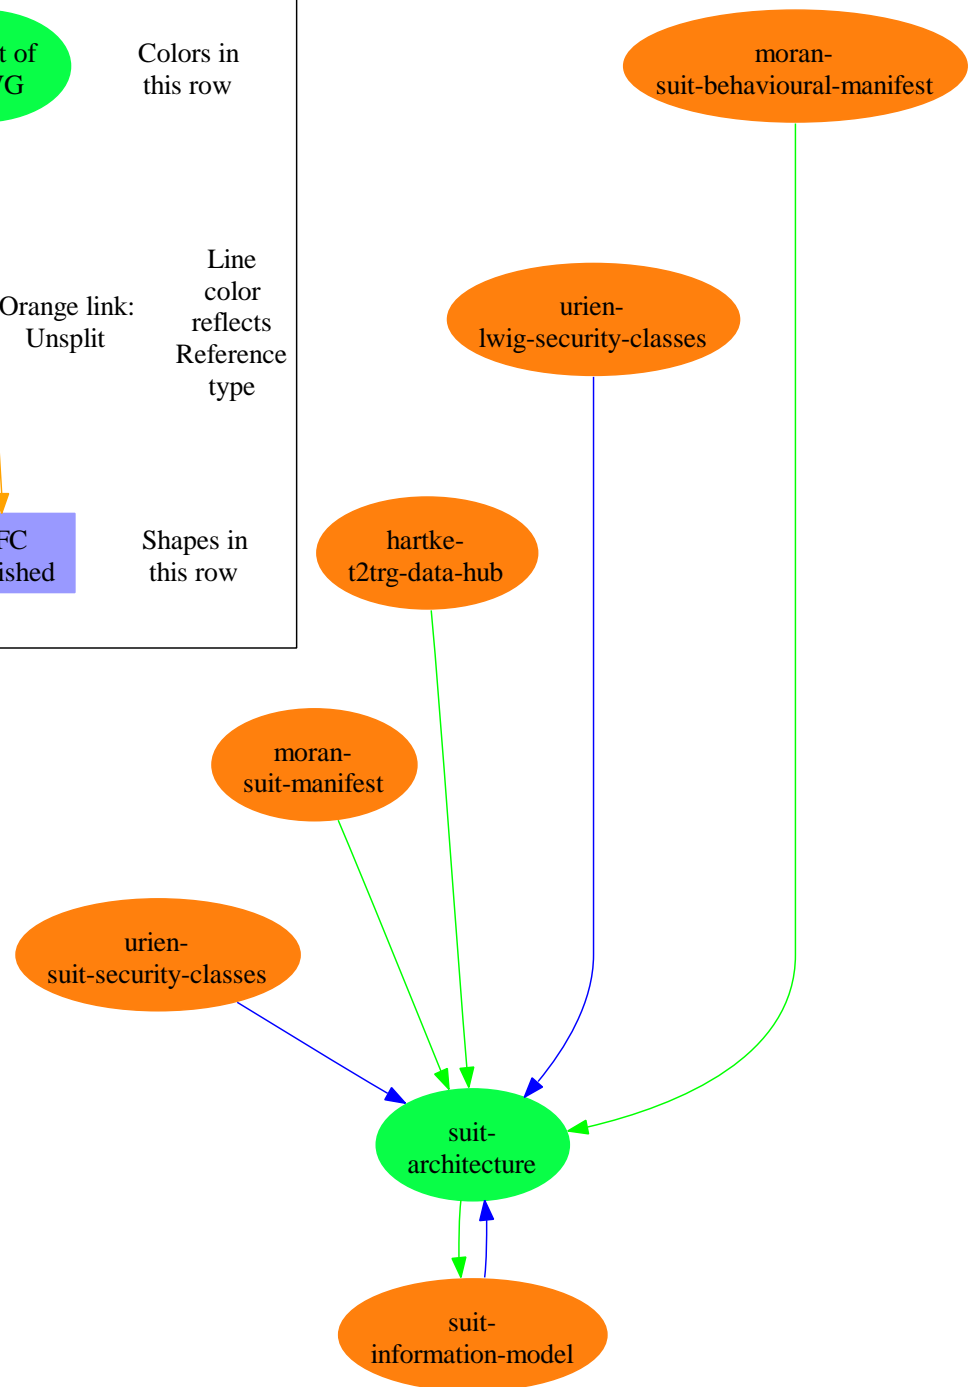 t of
Colors in
this row
moran-
suit-behavioural-manifest
Orange link:
Unsplit
Line
color
reflects
Reference
type
urien-
lwig-security-classes
ished
Shapes in
this row
hartke-
t2trg-data-hub
moran-
suit-manifest
urien-
suit-security-classes
suit-
architecture
suit-
information-model